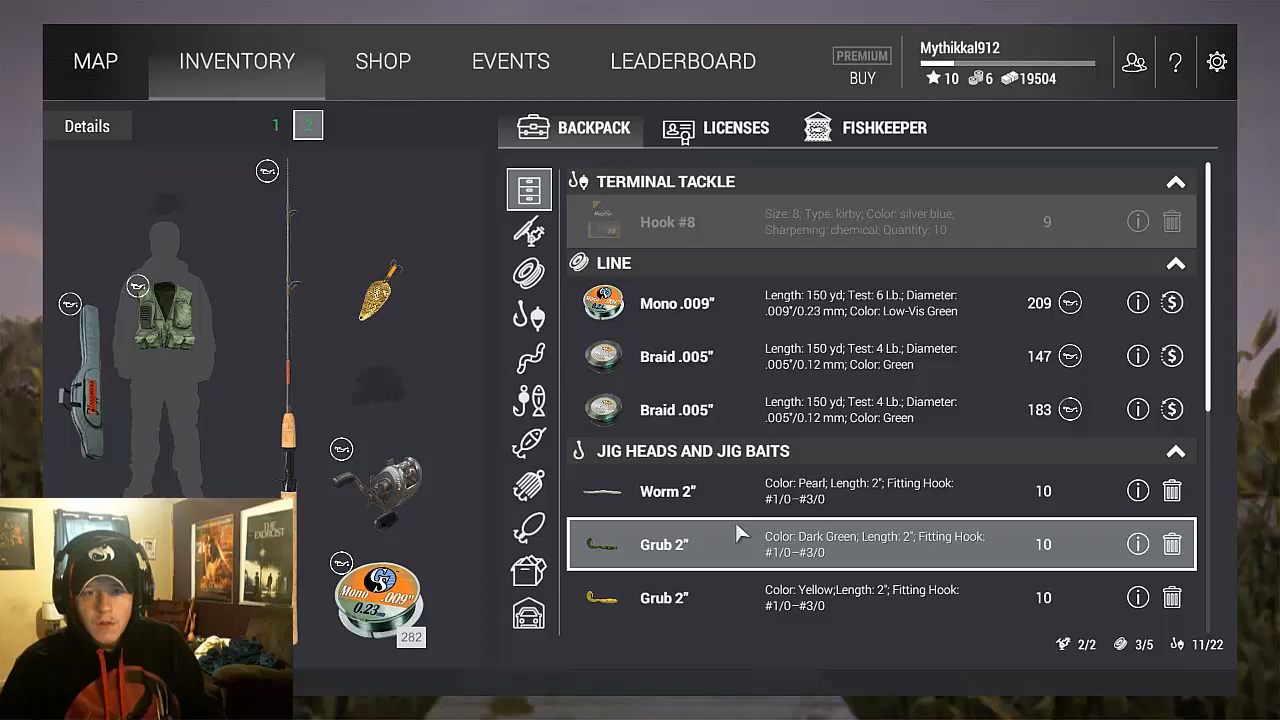 MAP
INVENTORY
SHOP
EVENTS
LEADERBOARD
PREMIUM
BUY
Mythikkal912
10 6 19504
Details
1 2
BACKPACK
LICENSES
FISHKEEPER
TERMINAL TACKLE
Hook #8
Size: 8; Type: kirby; Color: silver blue;
Sharpening: chemical; Quantity: 10
9
LINE
Mono .009"
Length: 150 yd; Test: 6 Lb.; Diameter:
.009"/0.23 mm; Color: Low-Vis Green
209
Braid .005"
Length: 150 yd; Test: 4 Lb.; Diameter:
.005"/0.12 mm; Color: Green
147
Braid .005"
Length: 150 yd; Test: 4 Lb.; Diameter:
.005"/0.12 mm; Color: Green
183
JIG HEADS AND JIG BAITS
Worm 2"
Color: Pearl; Length: 2"; Fitting Hook:
#1/0–#3/0
10
Grub 2"
Color: Dark Green; Length: 2"; Fitting Hook:
#1/0–#3/0
10
Grub 2"
Color: Yellow;Length: 2"; Fitting Hook:
#1/0–#3/0
10
Mono .009"
0.23mm
282
2/2 3/5 11/22
THE
EXORCIST